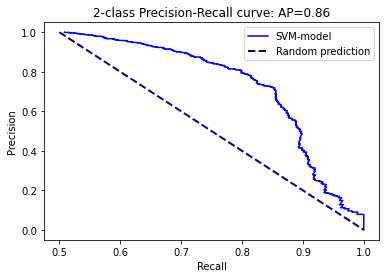 2-class Precision-Recall curve: AP=0.86
SVM-model
Random prediction
Precision
1.0
0.8
0.6
0.4
0.2
0.0
0.5
0.6
0.7
0.8
0.9
1.0
Recall